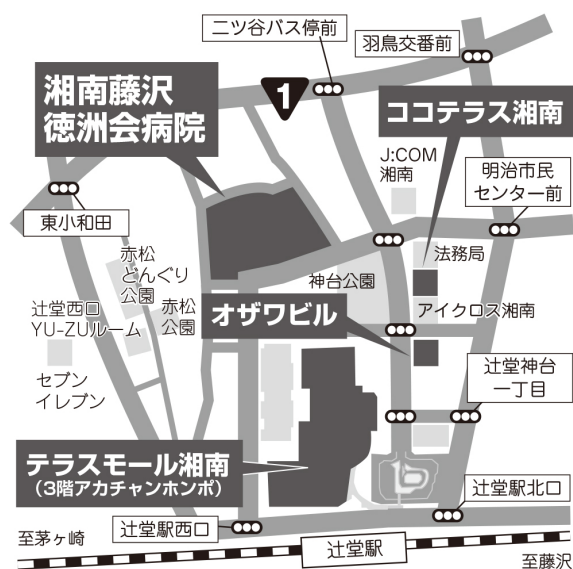 二ツ谷バス停前
羽鳥交番前
湘南藤沢
徳洲会病院
1
ココテラス湘南
J:COM
湘南
明治市民
センター前
東小和田
法務局
赤松
どんぐり
公園
赤松
公園
神台公園
辻堂西口
YU-ZUルーム
オザワビル
アイクロス湘南
セブン
イレブン
辻堂神台
一丁目
テラスモール湘南
(3階アカチャンホンポ)
辻堂駅北口
辻堂駅西口
至茅ヶ崎
辻堂駅
至藤沢